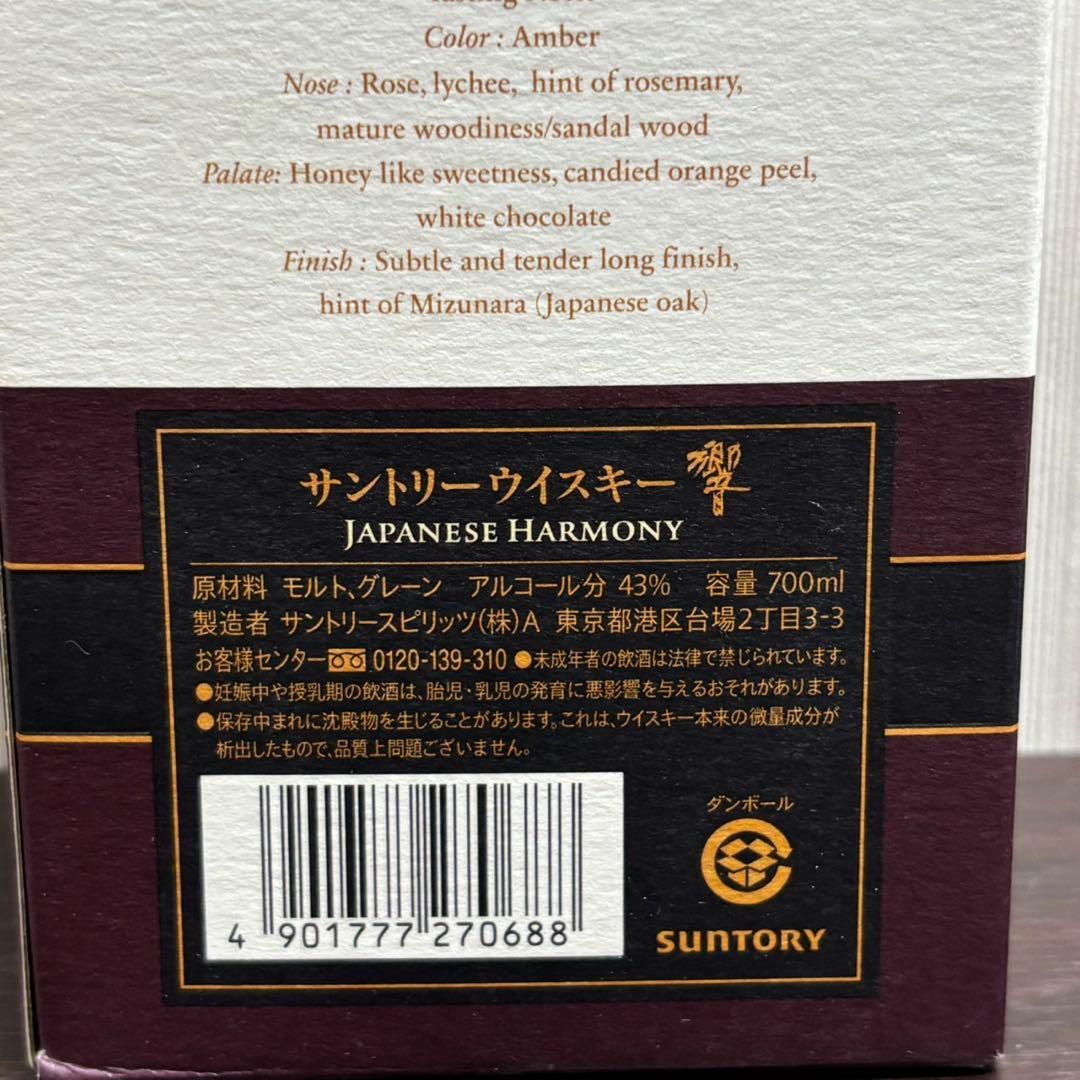 Color : Amber
Nose : Rose, lychee, hint of rosemary,
mature woodiness/sandal wood
Palate: Honey like sweetness, candied orange peel,
white chocolate
Finish : Subtle and tender long finish,
hint of Mizunara (Japanese oak)
サントリーウイスキー 響
JAPANESE HARMONY
原材料 モルト、グレーン アルコール分 43% 容量 700ml
製造者 サントリースピリッツ(株)A 東京都港区台場2丁目3-3
お客様センター 0120-139-310 ●未成年者の飲酒は法律で禁じられています。
●妊娠中や授乳期の飲酒は、胎児・乳児の発育に悪影響を与えるおそれがあります。
●保存中まれに沈殿物を生じることがあります。これは、ウイスキー本来の微量成分が
析出したもので、品質上問題ございません。
ダンボール
4 901777 270688
SUNTORY